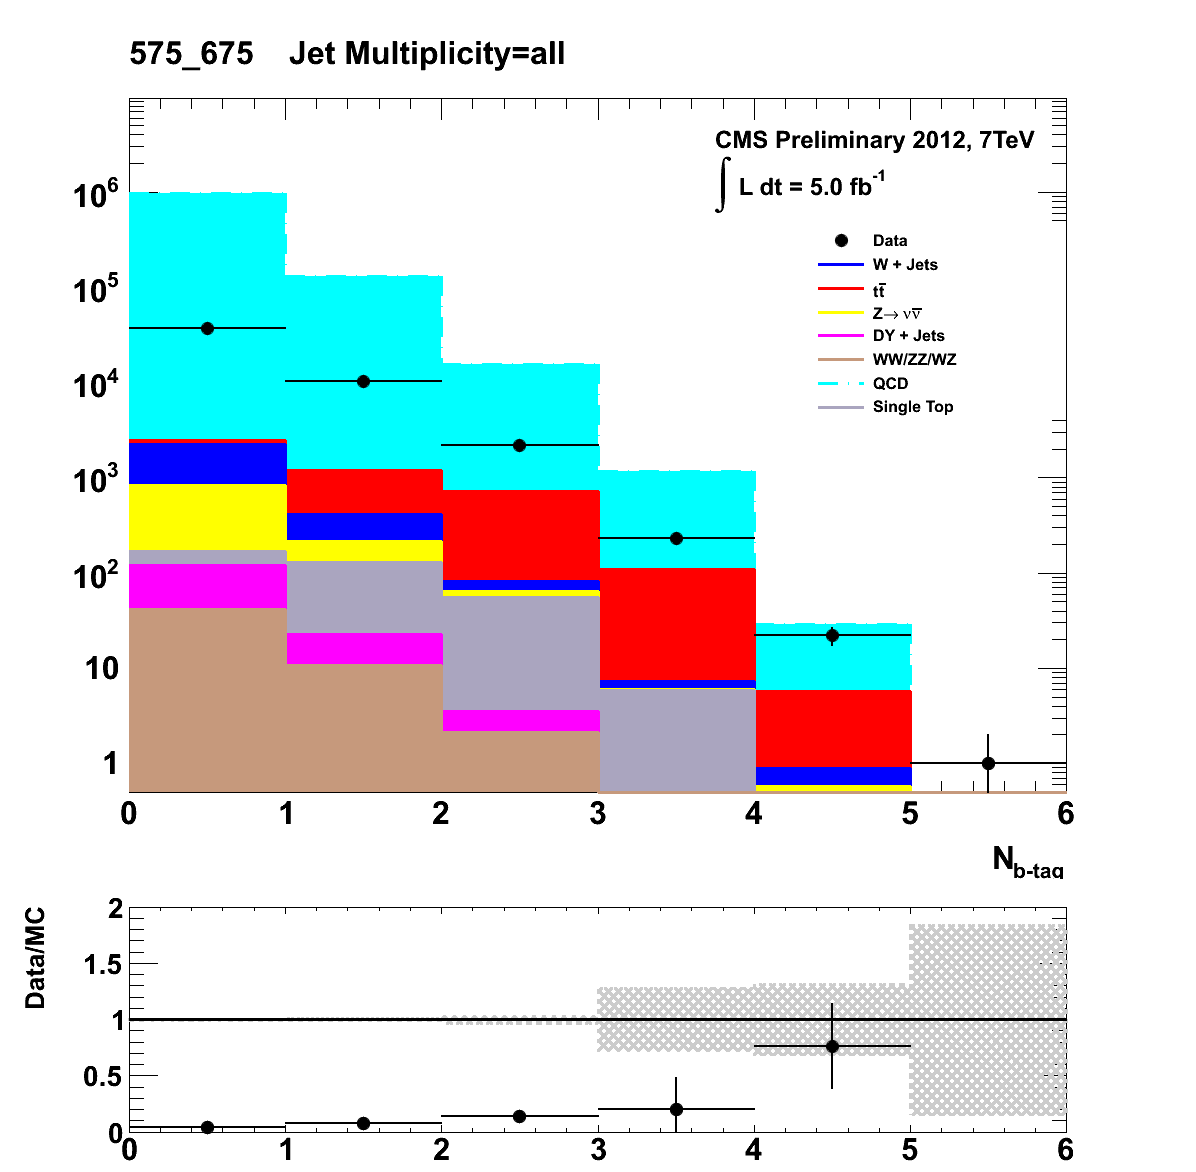 575_675 Jet Multiplicity=all
CMS Preliminary 2012, 7TeV
∫ L dt = 5.0 fb⁻¹
Data
W + Jets
tt̄
Z→ νν̄
DY + Jets
WW/ZZ/WZ
QCD
Single Top
10⁶
10⁵
10⁴
10³
10²
10
1
0 1 2 3 4 5 6
N_b-tag
Data/MC
2
1.5
1
0.5
0
0 1 2 3 4 5 6